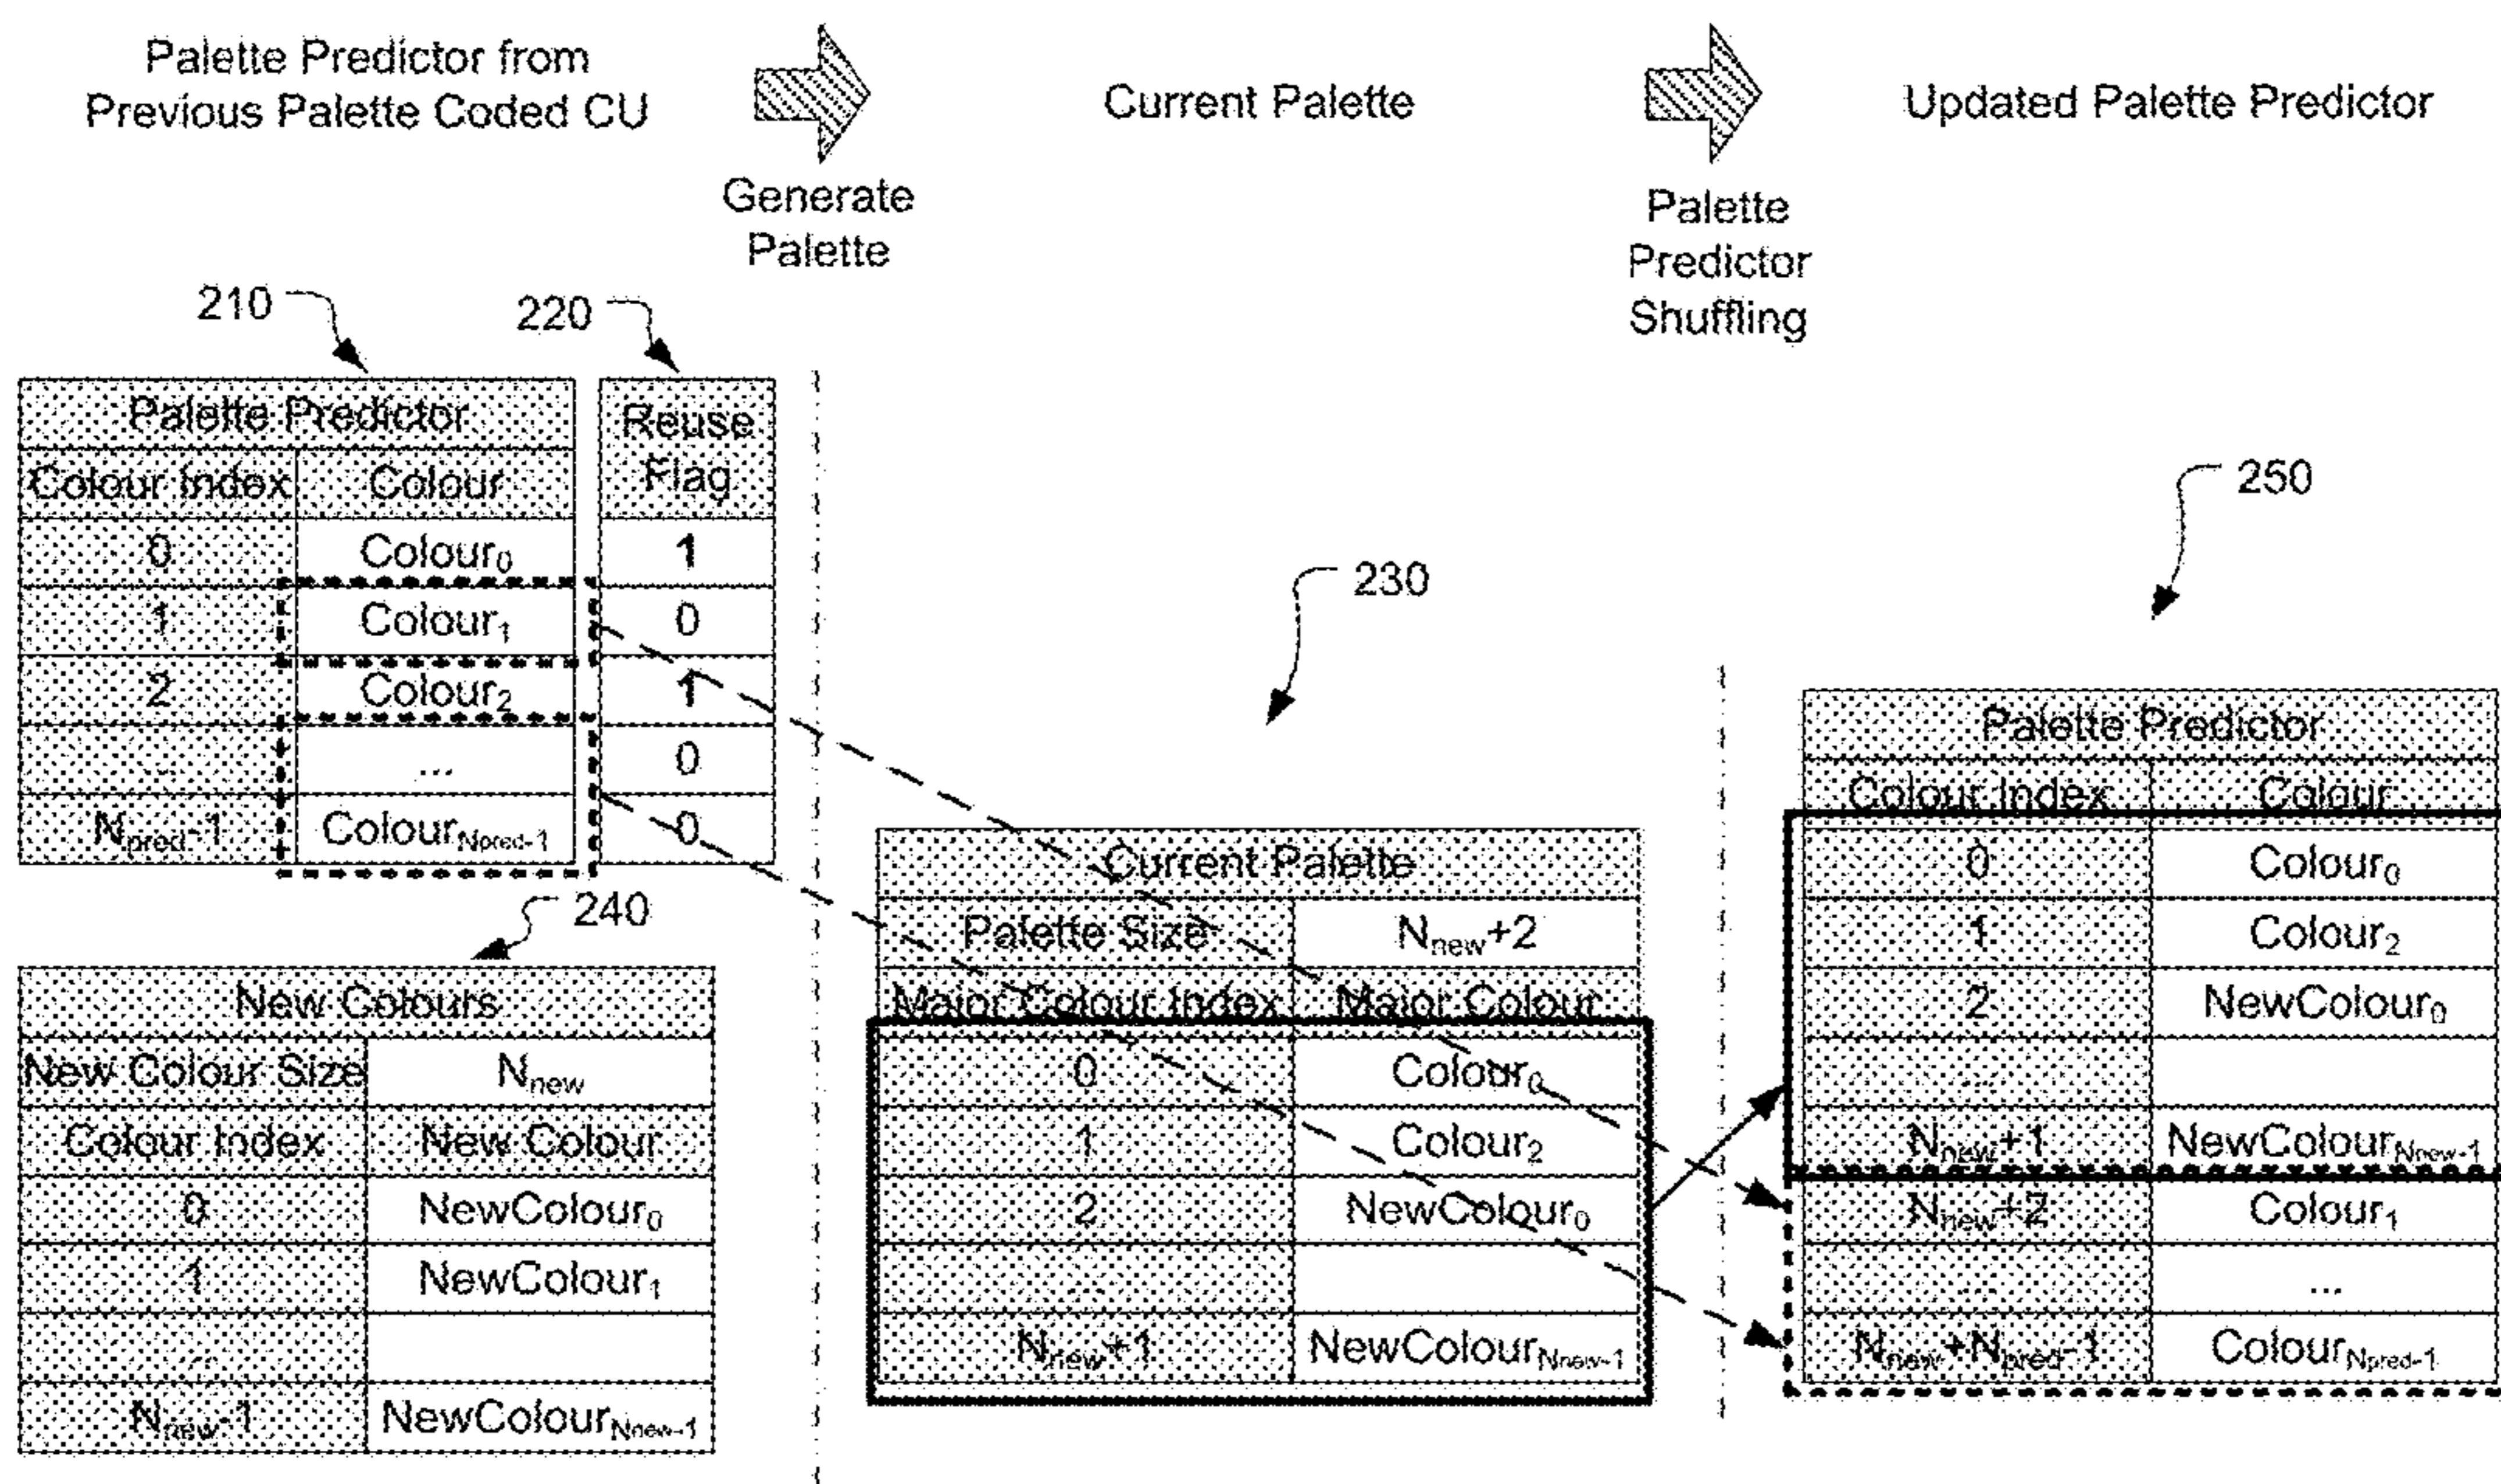 Palette Predictor from
Previous Palette Coded CU
Generate
Palette
Current Palette
Palette
Predictor
Shuffling
Updated Palette Predictor
210
220
Palette Predictor
Reuse
Flag
Colour Index Colour
0 Colour0 1
1 Colour1 0
2 Colour2 1
... ... 0
Npred-1 ColourNpred-1 0
240
New Colours
New Colour Size Nnew
Colour Index New Colour
0 NewColour0
1 NewColour1
...
Nnew-1 NewColourNnew-1
230
Current Palette
Palette Size Nnew+2
Major Colour Index Major Colour
0 Colour0
1 Colour2
2 NewColour0
...
Nnew+1 NewColourNnew-1
250
Palette Predictor
Colour Index Colour
0 Colour0
1 Colour2
2 NewColour0
...
Nnew+1 NewColourNnew-1
Nnew+2 Colour1
... ...
Nnew+Npred-1 ColourNpred-1